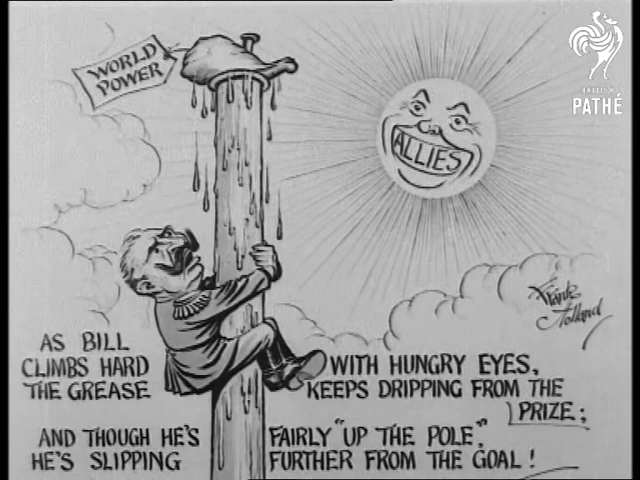 WORLD
POWER
ALLIES
BRITISH
PATHÉ
Frank
Holland
AS BILL
CLIMBS HARD
THE GREASE
WITH HUNGRY EYES,
KEEPS DRIPPING FROM THE
PRIZE;
AND THOUGH HE'S
HE'S SLIPPING
FAIRLY "UP THE POLE,"
FURTHER FROM THE GOAL!